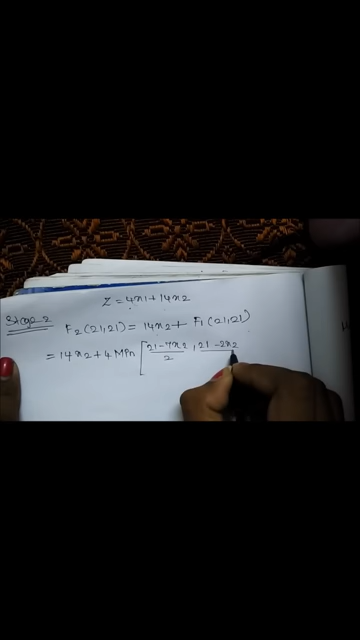 Z = 4x1 + 14x2
Stage 2
F2 (21,21) = 14x2 + F1 (21,21)
= 14x2 + 4 Min [ 21-7x2 / 2 , 21-2x2